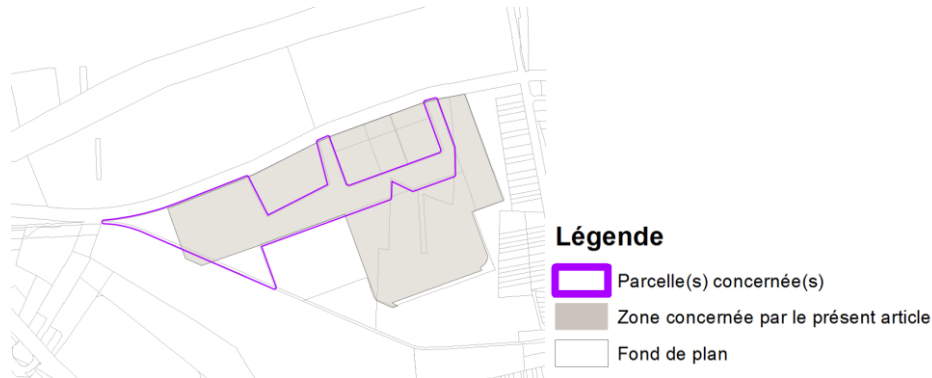 Légende
Parcelle(s) concernée(s)
Zone concernée par le présent article
Fond de plan